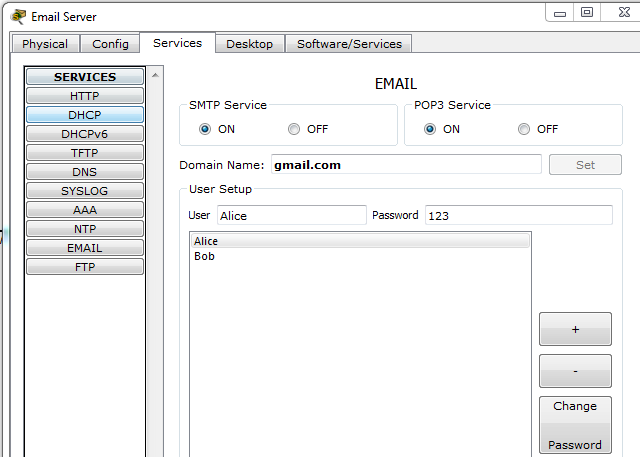 Email Server
Physical Config Services Desktop Software/Services
SERVICES
HTTP
DHCP
DHCPv6
TFTP
DNS
SYSLOG
AAA
NTP
EMAIL
FTP
EMAIL
SMTP Service
ON OFF
POP3 Service
ON OFF
Domain Name: gmail.com Set
User Setup
User Alice Password 123
Alice
Bob
+
-
Change
Password